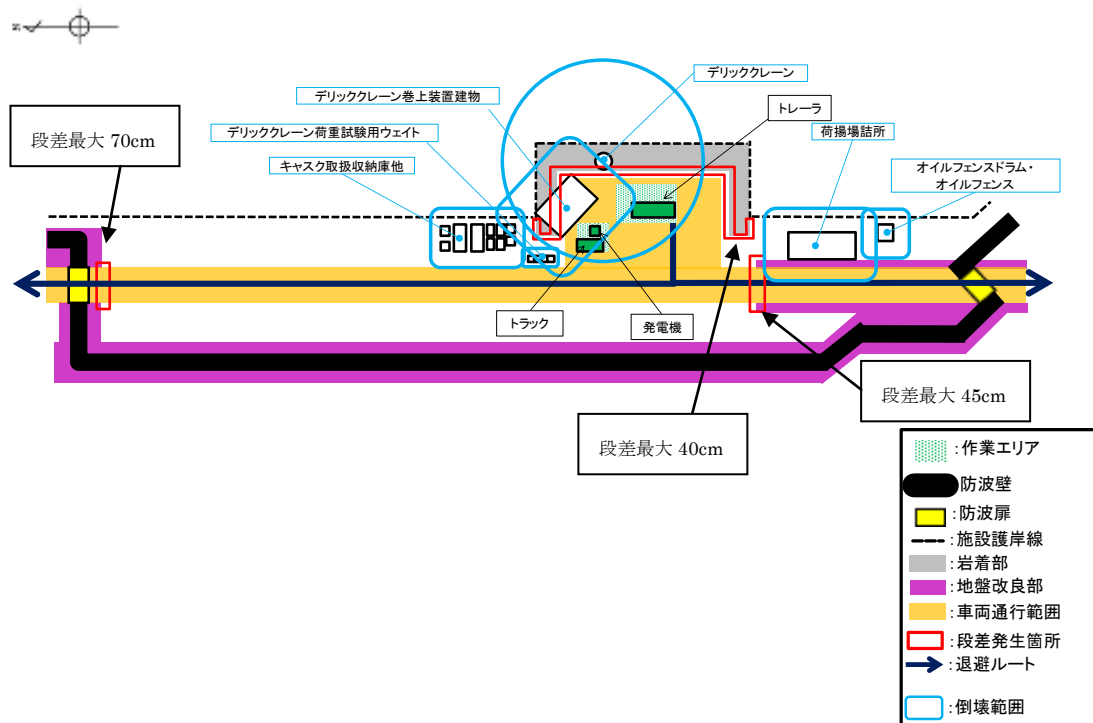 N
デリッククレーン
デリッククレーン巻上装置建物
トレーラ
段差最大 70cm
デリッククレーン荷重試験用ウェイト
荷揚場詰所
キャスク取扱収納庫他
オイルフェンスドラム・
オイルフェンス
トラック
発電機
段差最大 45cm
段差最大 40cm
:作業エリア
:防波壁
:防波扉
:施設護岸線
:岩着部
:地盤改良部
:車両通行範囲
:段差発生箇所
:退避ルート
:倒壊範囲